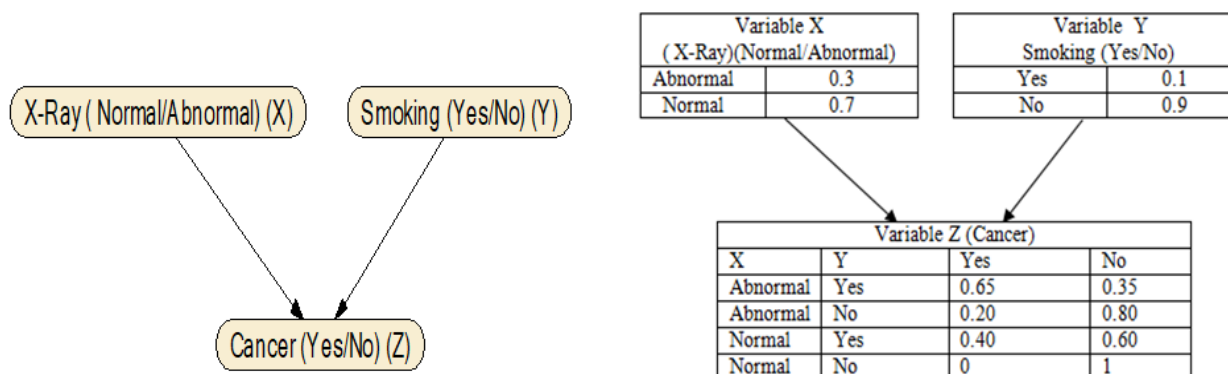 X-Ray ( Normal/Abnormal) (X)
Smoking (Yes/No) (Y)
Cancer (Yes/No) (Z)
Variable X
( X-Ray)(Normal/Abnormal)
Abnormal 0.3
Normal 0.7
Variable Y
Smoking (Yes/No)
Yes 0.1
No 0.9
Variable Z (Cancer)
X Y Yes No
Abnormal Yes 0.65 0.35
Abnormal No 0.20 0.80
Normal Yes 0.40 0.60
Normal No 0 1